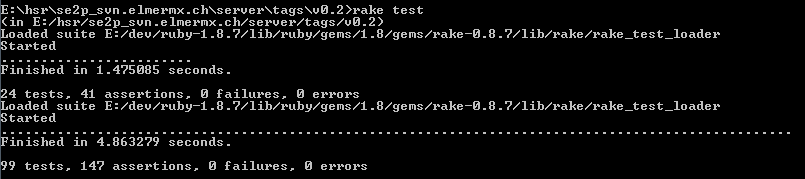 E:\hsr\se2p_svn.elmermx.ch\server\tags\v0.2>rake test
(in E:/hsr/se2p_svn.elmermx.ch/server/tags/v0.2)
Loaded suite E:/dev/ruby-1.8.7/lib/ruby/gems/1.8/gems/rake-0.8.7/lib/rake/rake_test_loader
Started
........................
Finished in 1.475085 seconds.
24 tests, 41 assertions, 0 failures, 0 errors
Loaded suite E:/dev/ruby-1.8.7/lib/ruby/gems/1.8/gems/rake-0.8.7/lib/rake/rake_test_loader
Started
...................................................................................................
Finished in 4.863279 seconds.
99 tests, 147 assertions, 0 failures, 0 errors